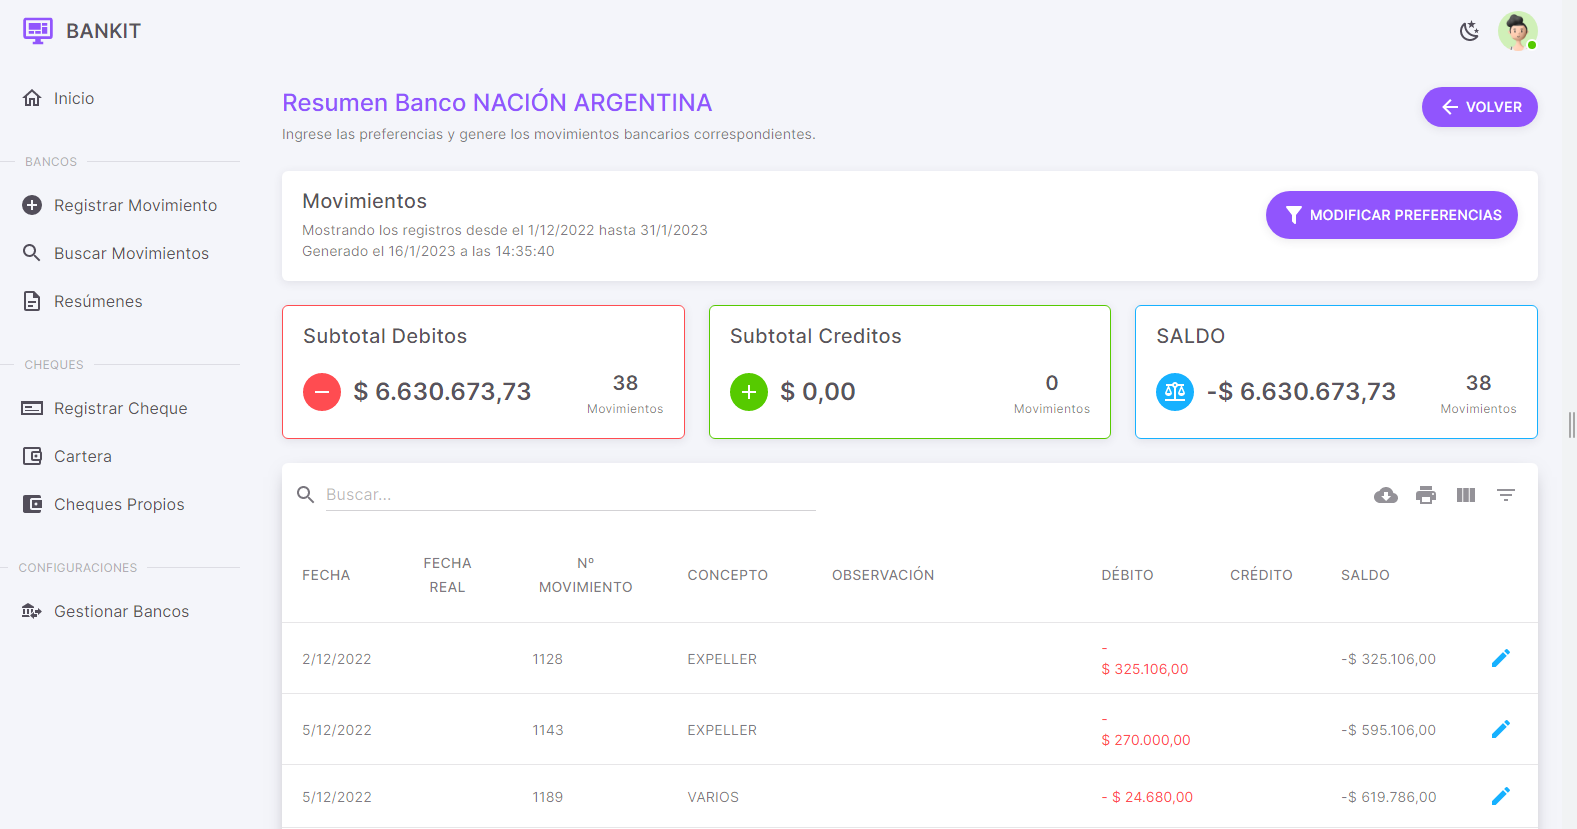 BANKIT
Inicio
BANCOS
Registrar Movimiento
Buscar Movimientos
Resúmenes
CHEQUES
Registrar Cheque
Cartera
Cheques Propios
CONFIGURACIONES
Gestionar Bancos
Resumen Banco NACIÓN ARGENTINA
Ingrese las preferencias y genere los movimientos bancarios correspondientes.
VOLVER
Movimientos
Mostrando los registros desde el 1/12/2022 hasta 31/1/2023
Generado el 16/1/2023 a las 14:35:40
MODIFICAR PREFERENCIAS
Subtotal Debitos
$ 6.630.673,73
38
Movimientos
Subtotal Creditos
$ 0,00
0
Movimientos
SALDO
-$ 6.630.673,73
38
Movimientos
Buscar...
FECHA
FECHA
REAL
Nº
MOVIMIENTO
CONCEPTO
OBSERVACIÓN
DÉBITO
CRÉDITO
SALDO
2/12/2022
1128
EXPELLER
-
$ 325.106,00
-$ 325.106,00
5/12/2022
1143
EXPELLER
-
$ 270.000,00
-$ 595.106,00
5/12/2022
1189
VARIOS
- $ 24.680,00
-$ 619.786,00